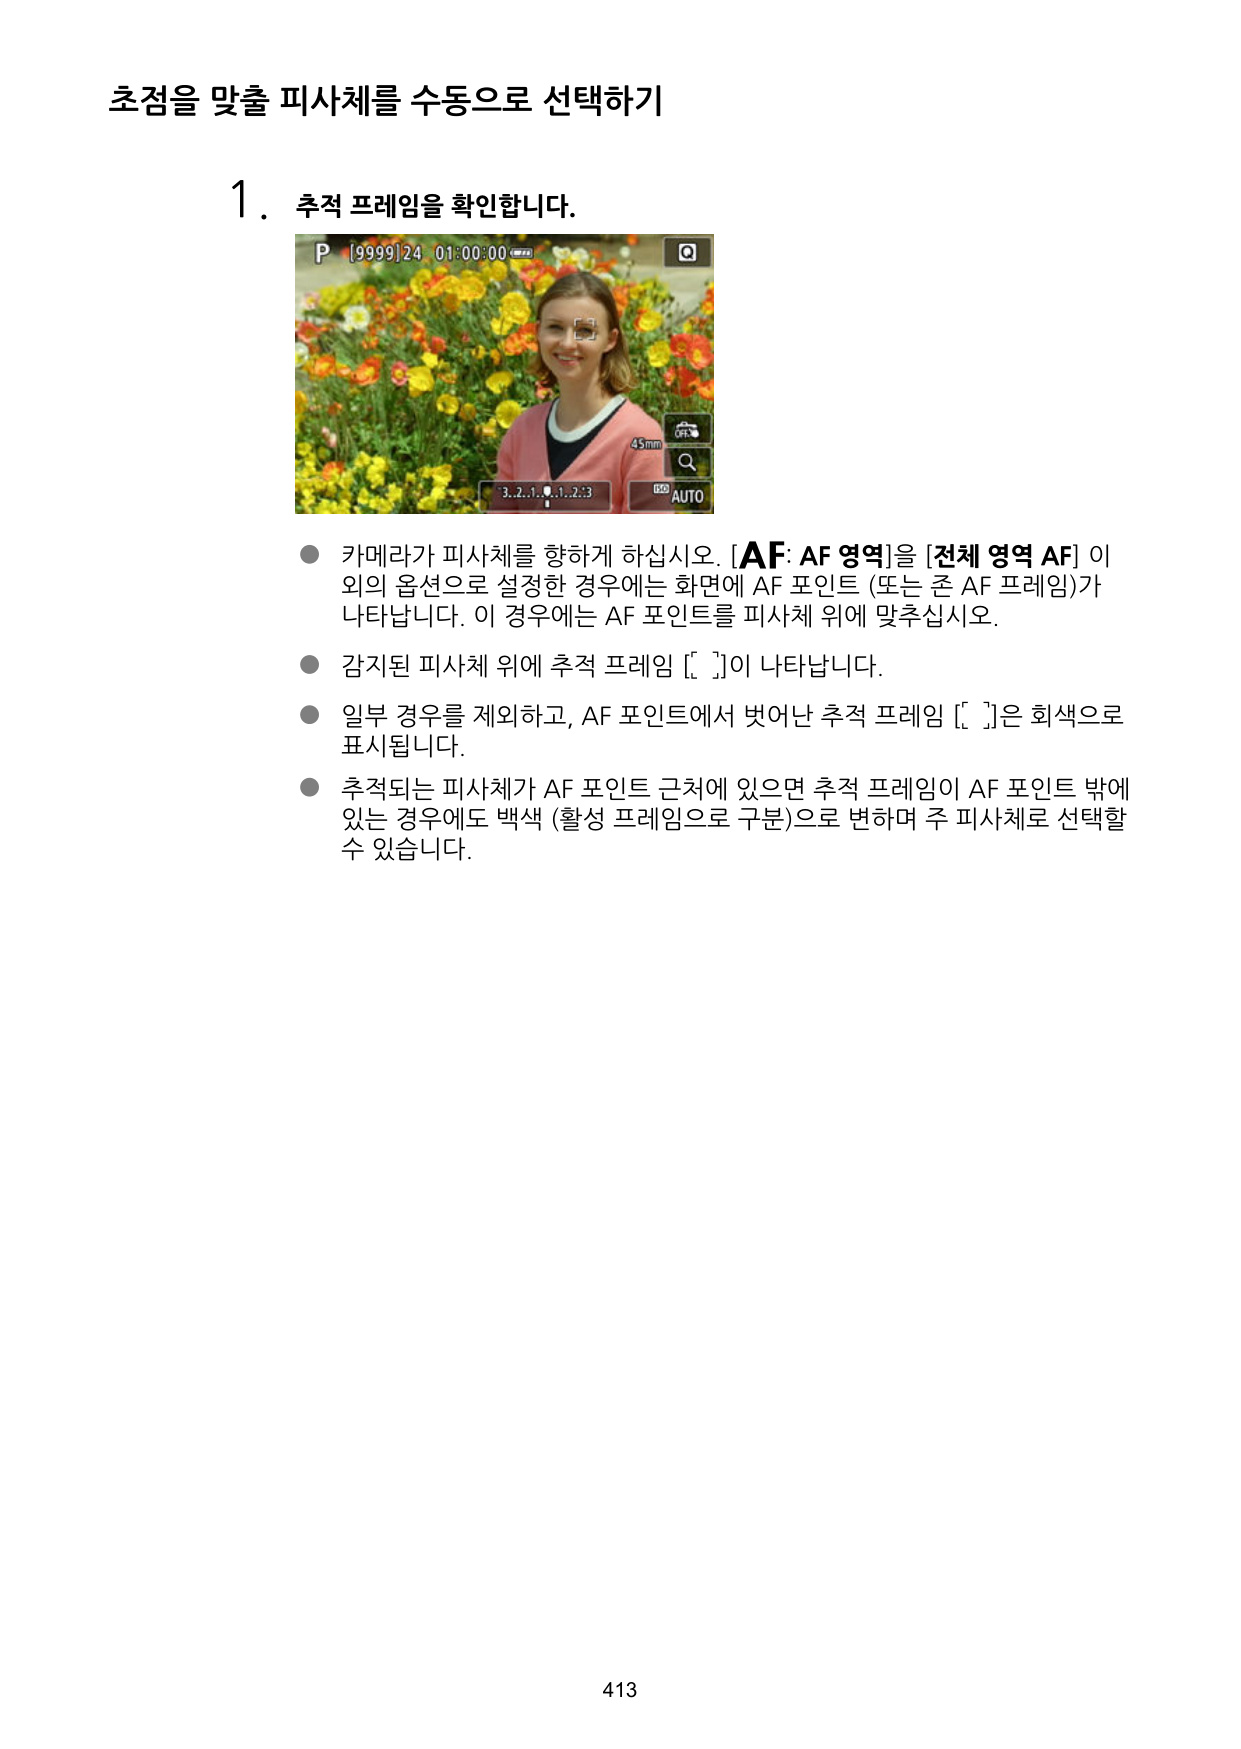 초점을 맞출 피사체를 수동으로 선택하기
1. 추적 프레임을 확인합니다.
P [9999]24 01:00:00
Q
45mm
OFF
3..2..1..0..1..2..3
ISO AUTO
● 카메라가 피사체를 향하게 하십시오. [AF: AF 영역]을 [전체 영역 AF] 이
외의 옵션으로 설정한 경우에는 화면에 AF 포인트 (또는 존 AF 프레임)가
나타납니다. 이 경우에는 AF 포인트를 피사체 위에 맞추십시오.
● 감지된 피사체 위에 추적 프레임 [[ ]]이 나타납니다.
● 일부 경우를 제외하고, AF 포인트에서 벗어난 추적 프레임 [[ ]]은 회색으로
표시됩니다.
● 추적되는 피사체가 AF 포인트 근처에 있으면 추적 프레임이 AF 포인트 밖에
있는 경우에도 백색 (활성 프레임으로 구분)으로 변하며 주 피사체로 선택할
수 있습니다.
413